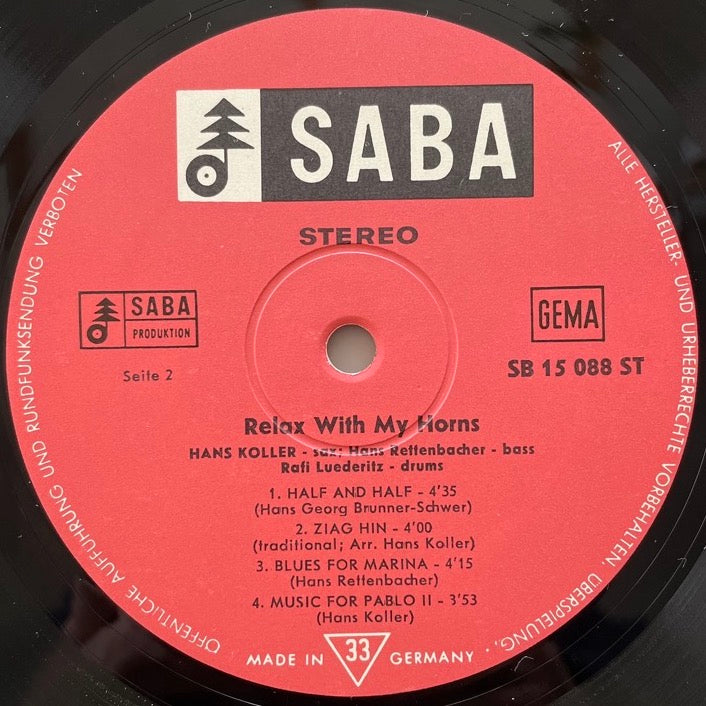 SABA
STEREO
SABA
PRODUKTION
GEMA
Seite 2
SB 15 088 ST
Relax With My Horns
HANS KOLLER - sax; Hans Rettenbacher - bass
Rafi Luederitz - drums
1. HALF AND HALF - 4'35
(Hans Georg Brunner-Schwer)
2. ZIAG HIN - 4'00
(traditional; Arr. Hans Koller)
3. BLUES FOR MARINA - 4'15
(Hans Rettenbacher)
4. MUSIC FOR PABLO II - 3'53
(Hans Koller)
MADE IN 33 GERMANY
ALLE HERSTELLER- UND URHEBERRECHTE VORBEHALTEN. ÜBERSPIELUNG,
ÖFFENTLICHE AUFFÜHRUNG UND RUNDFUNKSENDUNG VERBOTEN